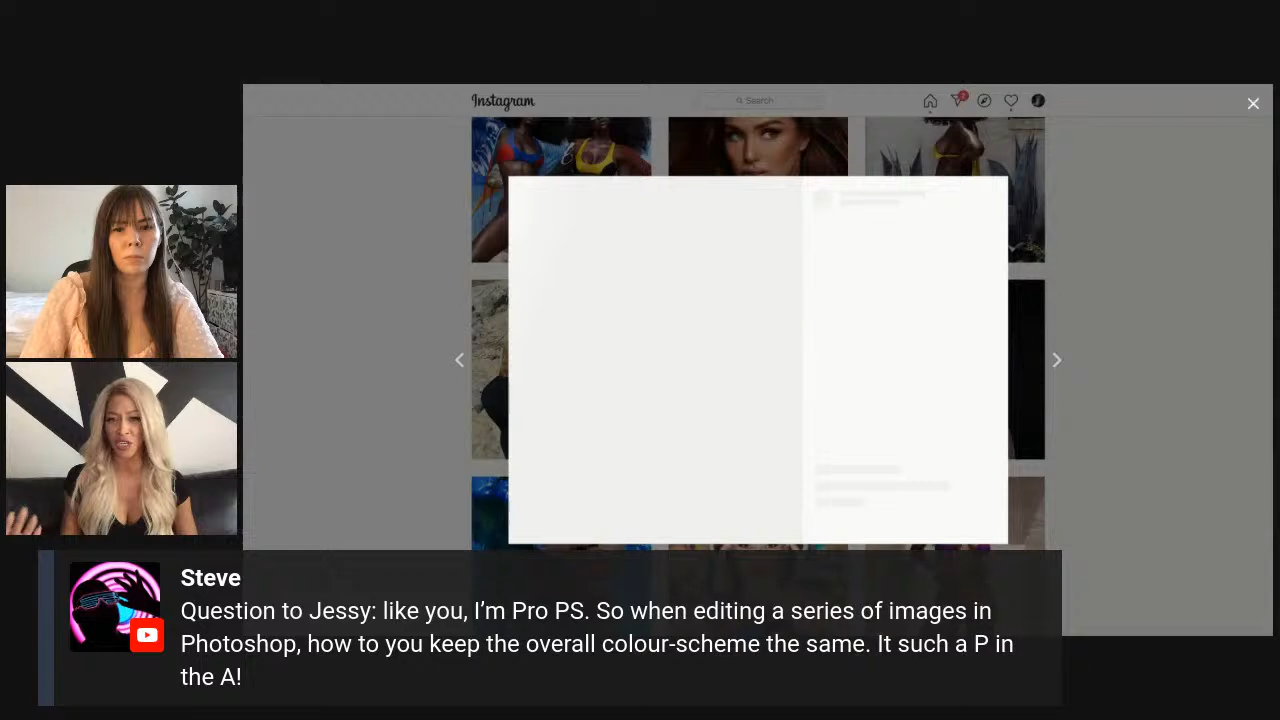 Instagram
Search
2
Steve
Question to Jessy: like you, I’m Pro PS. So when editing a series of images in
Photoshop, how to you keep the overall colour-scheme the same. It such a P in
the A!